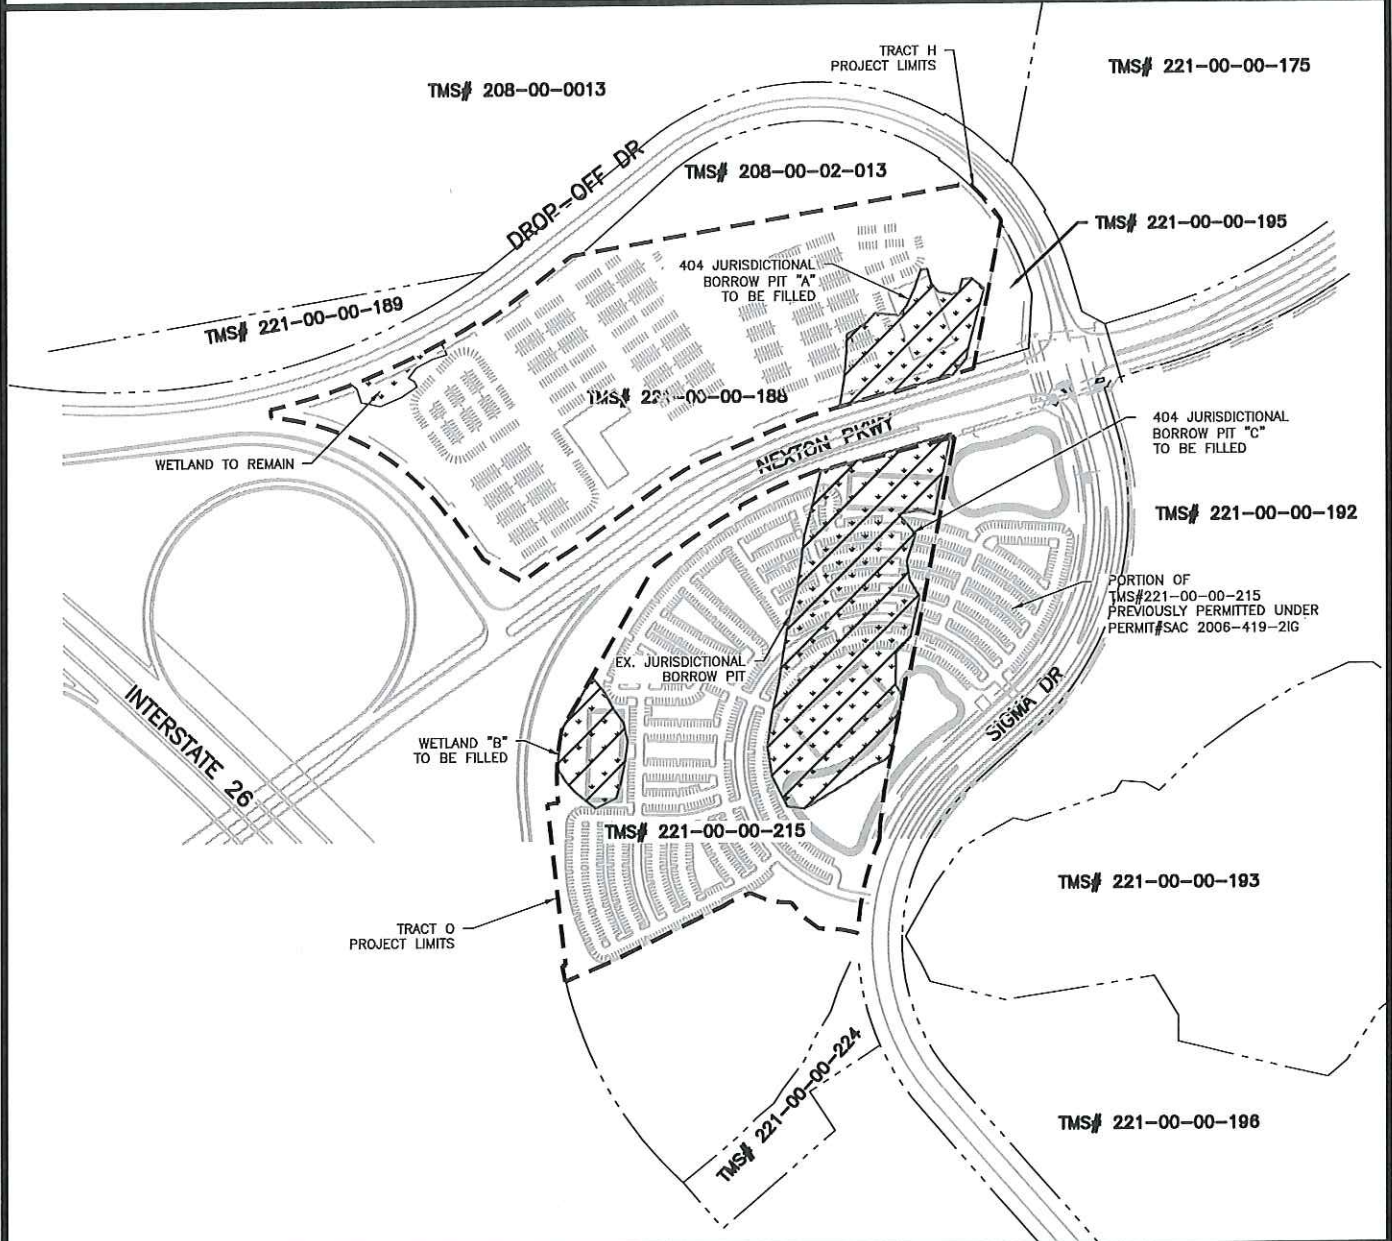 TRACT H
PROJECT LIMITS
TMS# 221-00-00-175
TMS# 208-00-0013
DROP-OFF DR
TMS# 208-00-02-013
TMS# 221-00-00-195
404 JURISDICTIONAL
BORROW PIT "A"
TO BE FILLED
TMS# 221-00-00-189
TMS# 221-00-00-188
404 JURISDICTIONAL
BORROW PIT "C"
TO BE FILLED
NEXTON PKWY
WETLAND TO REMAIN
TMS# 221-00-00-192
PORTION OF
TMS#221-00-00-215
PREVIOUSLY PERMITTED UNDER
PERMIT#SAC 2006-419-2IG
EX. JURISDICTIONAL
BORROW PIT
SIGMA DR
INTERSTATE 26
WETLAND "B"
TO BE FILLED
TMS# 221-00-00-215
TMS# 221-00-00-193
TRACT O
PROJECT LIMITS
TMS# 221-00-00-224
TMS# 221-00-00-196